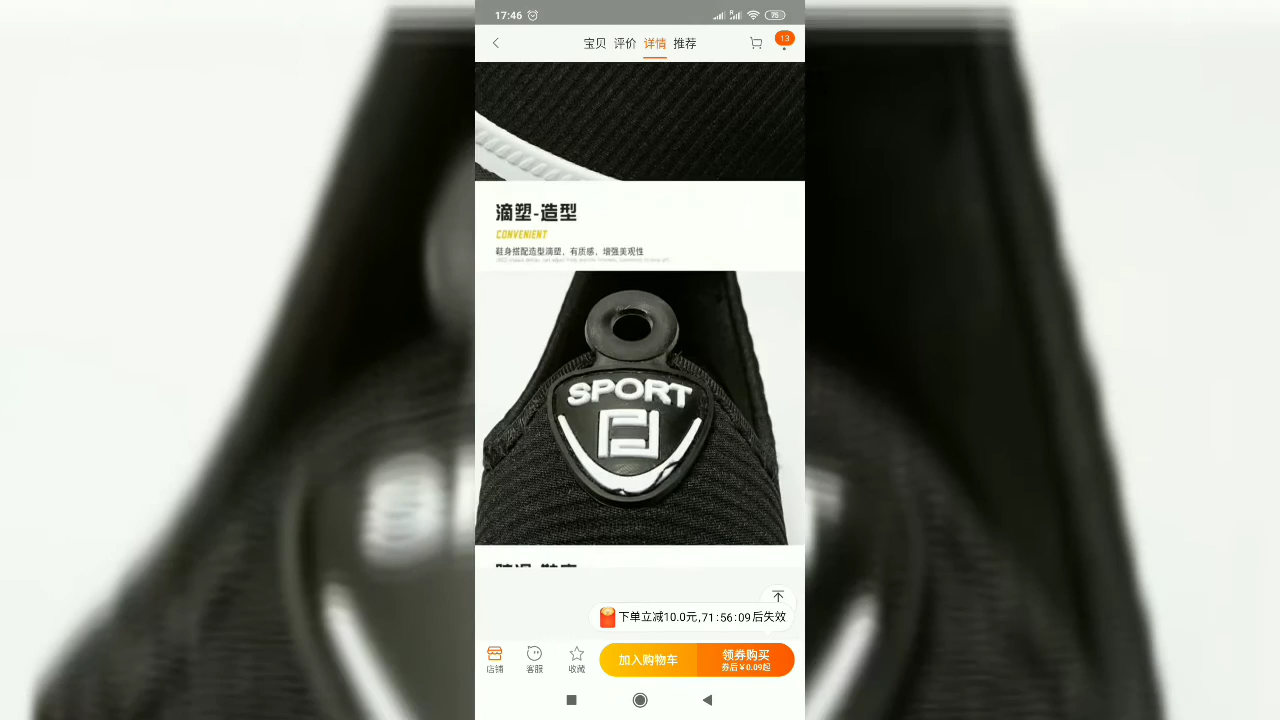 17:46
75
宝贝 评价 详情 推荐
13
滴塑-造型
CONVENIENT
鞋身搭配造型滴塑，有质感，增强美观性
SPORT
下单立减10.0元,71:56:09后失效
店铺 客服 收藏
加入购物车
领券购买
券后￥0.09起